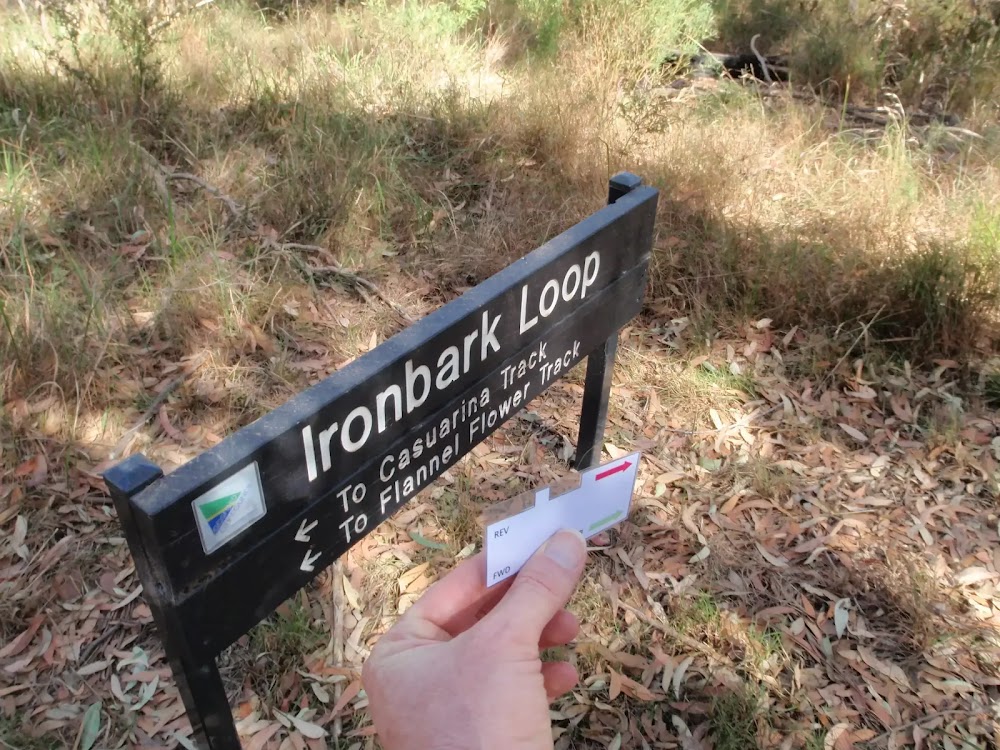 Ironbark Loop
To Casuarina Track
To Flannel Flower Track
REV
FWD